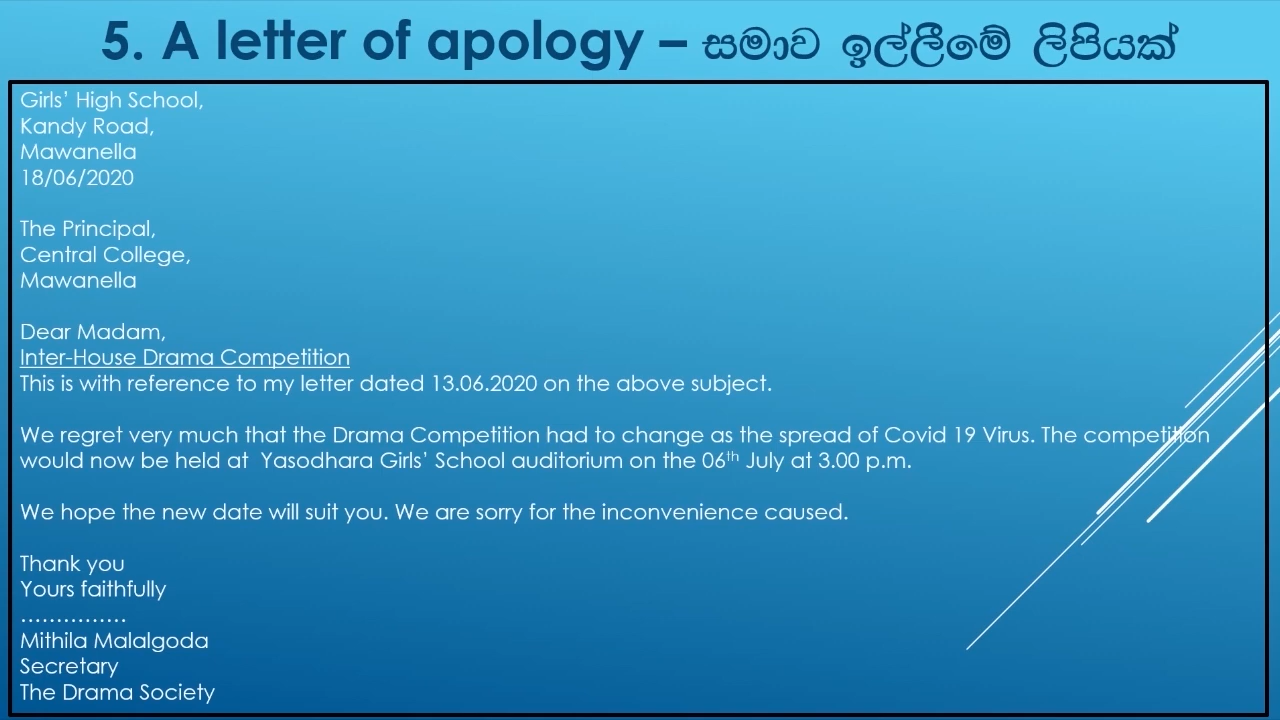 5. A letter of apology – සමාව ඉල්ලීමේ ලිපියක්
Girls’ High School,
Kandy Road,
Mawanella
18/06/2020
The Principal,
Central College,
Mawanella
Dear Madam,
Inter-House Drama Competition
This is with reference to my letter dated 13.06.2020 on the above subject.
We regret very much that the Drama Competition had to change as the spread of Covid 19 Virus. The competition
would now be held at Yasodhara Girls’ School auditorium on the 06th July at 3.00 p.m.
We hope the new date will suit you. We are sorry for the inconvenience caused.
Thank you
Yours faithfully
……………
Mithila Malalgoda
Secretary
The Drama Society